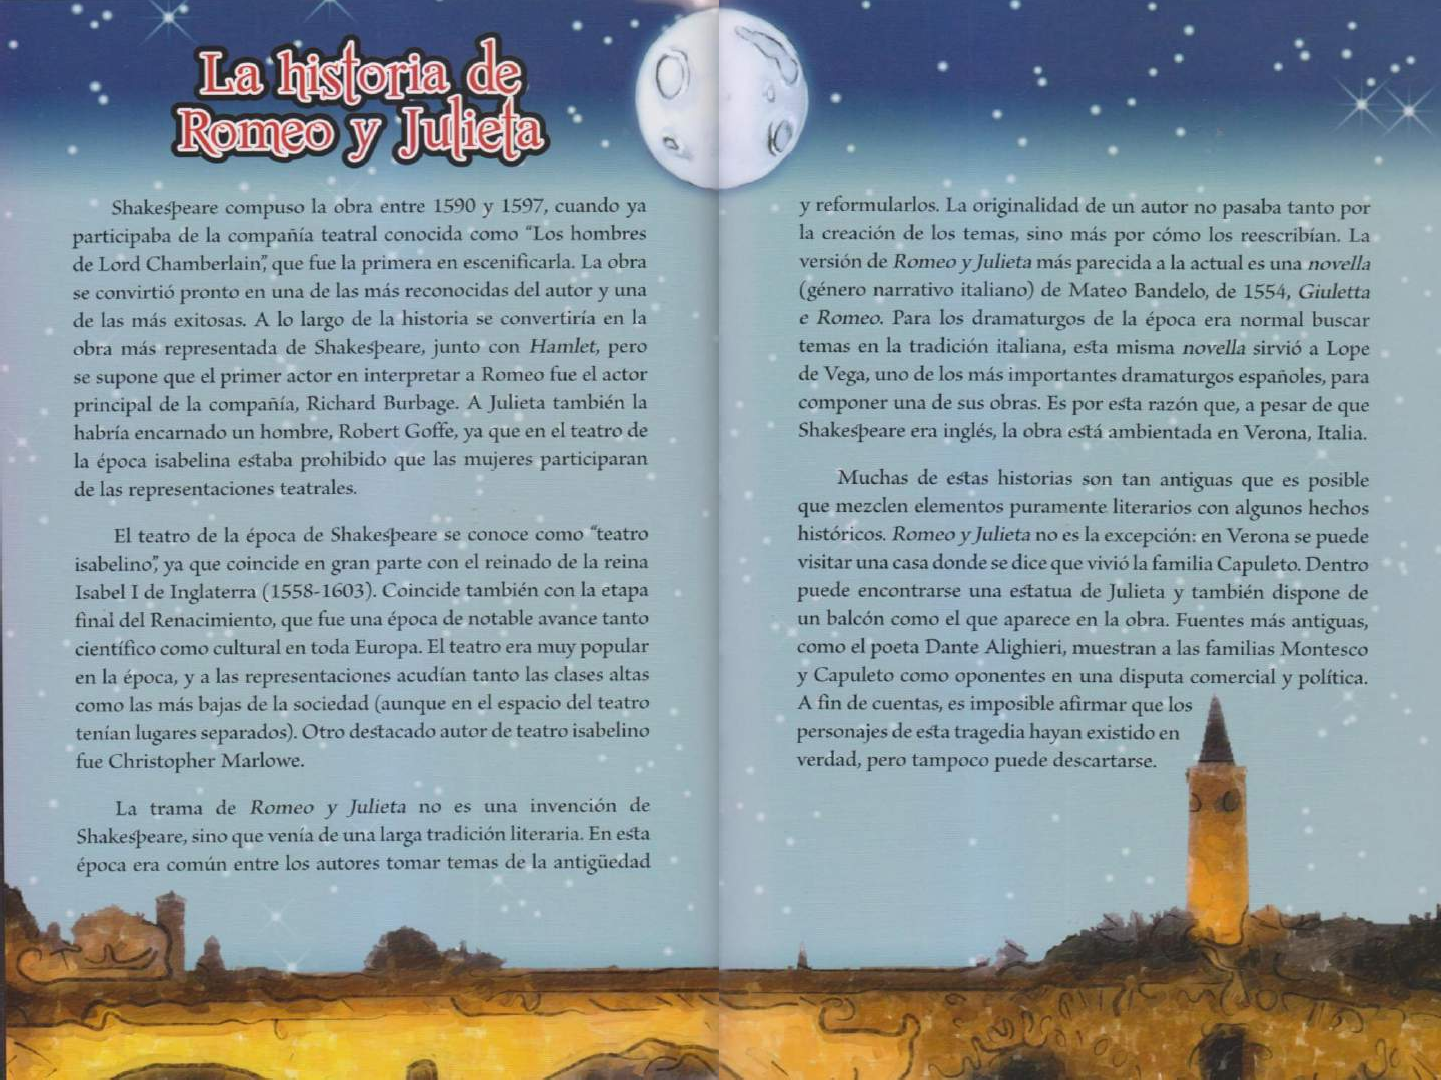 La historia de
Romeo y Julieta
Shakespeare compuso la obra entre 1590 y 1597, cuando ya
participaba de la compañía teatral conocida como “Los hombres
de Lord Chamberlain”, que fue la primera en escenificarla. La obra
se convirtió pronto en una de las más reconocidas del autor y una
de las más exitosas. A lo largo de la historia se convertiría en la
obra más representada de Shakespeare, junto con Hamlet, pero
se supone que el primer actor en interpretar a Romeo fue el actor
principal de la compañía, Richard Burbage. A Julieta también la
habría encarnado un hombre, Robert Goffe, ya que en el teatro de
la época isabelina estaba prohibido que las mujeres participaran
de las representaciones teatrales.
El teatro de la época de Shakespeare se conoce como “teatro
isabelino”, ya que coincide en gran parte con el reinado de la reina
Isabel I de Inglaterra (1558-1603). Coincide también con la etapa
final del Renacimiento, que fue una época de notable avance tanto
científico como cultural en toda Europa. El teatro era muy popular
en la época, y a las representaciones acudían tanto las clases altas
como las más bajas de la sociedad (aunque en el espacio del teatro
tenían lugares separados). Otro destacado autor de teatro isabelino
fue Christopher Marlowe.
La trama de Romeo y Julieta no es una invención de
Shakespeare, sino que venía de una larga tradición literaria. En esta
época era común entre los autores tomar temas de la antigüedad
y reformularlos. La originalidad de un autor no pasaba tanto por
la creación de los temas, sino más por cómo los reescribían. La
versión de Romeo y Julieta más parecida a la actual es una novella
(género narrativo italiano) de Mateo Bandelo, de 1554, Giuletta
e Romeo. Para los dramaturgos de la época era normal buscar
temas en la tradición italiana, esta misma novella sirvió a Lope
de Vega, uno de los más importantes dramaturgos españoles, para
componer una de sus obras. Es por esta razón que, a pesar de que
Shakespeare era inglés, la obra está ambientada en Verona, Italia.
Muchas de estas historias son tan antiguas que es posible
que mezclen elementos puramente literarios con algunos hechos
históricos. Romeo y Julieta no es la excepción: en Verona se puede
visitar una casa donde se dice que vivió la familia Capuleto. Dentro
puede encontrarse una estatua de Julieta y también dispone de
un balcón como el que aparece en la obra. Fuentes más antiguas,
como el poeta Dante Alighieri, muestran a las familias Montesco
y Capuleto como oponentes en una disputa comercial y política.
A fin de cuentas, es imposible afirmar que los
personajes de esta tragedia hayan existido en
verdad, pero tampoco puede descartarse.